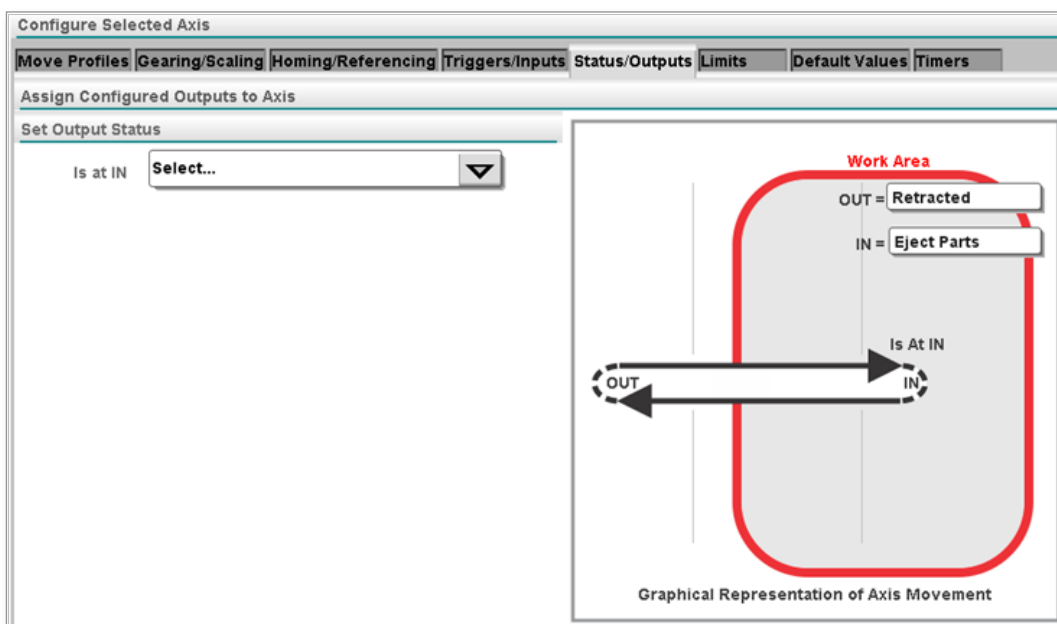 Configure Selected Axis
Move Profiles Gearing/Scaling Homing/Referencing Triggers/Inputs Status/Outputs Limits Default Values Timers
Assign Configured Outputs to Axis
Set Output Status
Is at IN Select...
Work Area
OUT = Retracted
IN = Eject Parts
Is At IN
OUT IN
Graphical Representation of Axis Movement